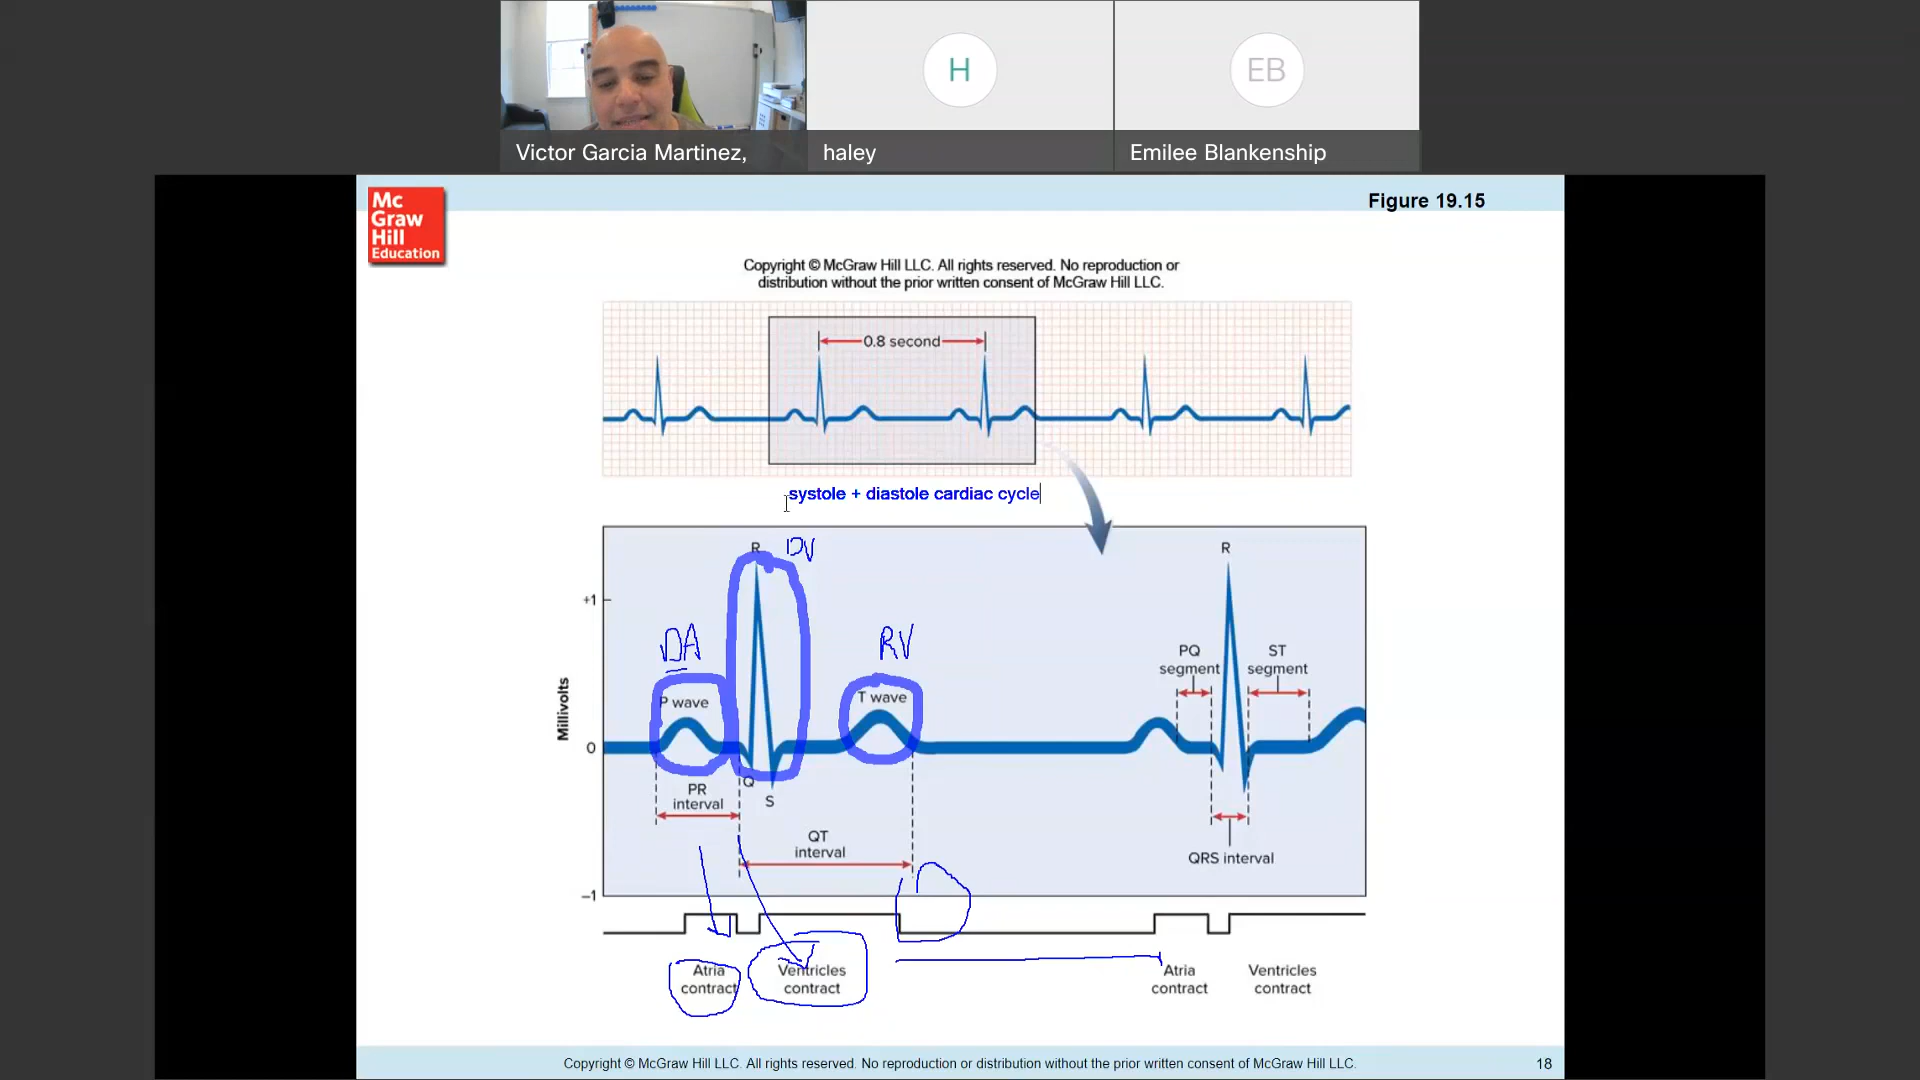 H
EB
Victor Garcia Martinez,
haley
Emilee Blankenship
Mc
Graw
Hill
Education
Figure 19.15
Copyright © McGraw Hill LLC. All rights reserved. No reproduction or
distribution without the prior written consent of McGraw Hill LLC.
0.8 second
systole + diastole cardiac cycle
R
DV
R
+1
DA
RV
PQ
segment
ST
segment
P wave
T wave
Millivolts
0
Q
S
PR
interval
QT
interval
QRS interval
–1
Atria
contract
Ventricles
contract
Atria
contract
Ventricles
contract
Copyright © McGraw Hill LLC. All rights reserved. No reproduction or distribution without the prior written consent of McGraw Hill LLC.
18